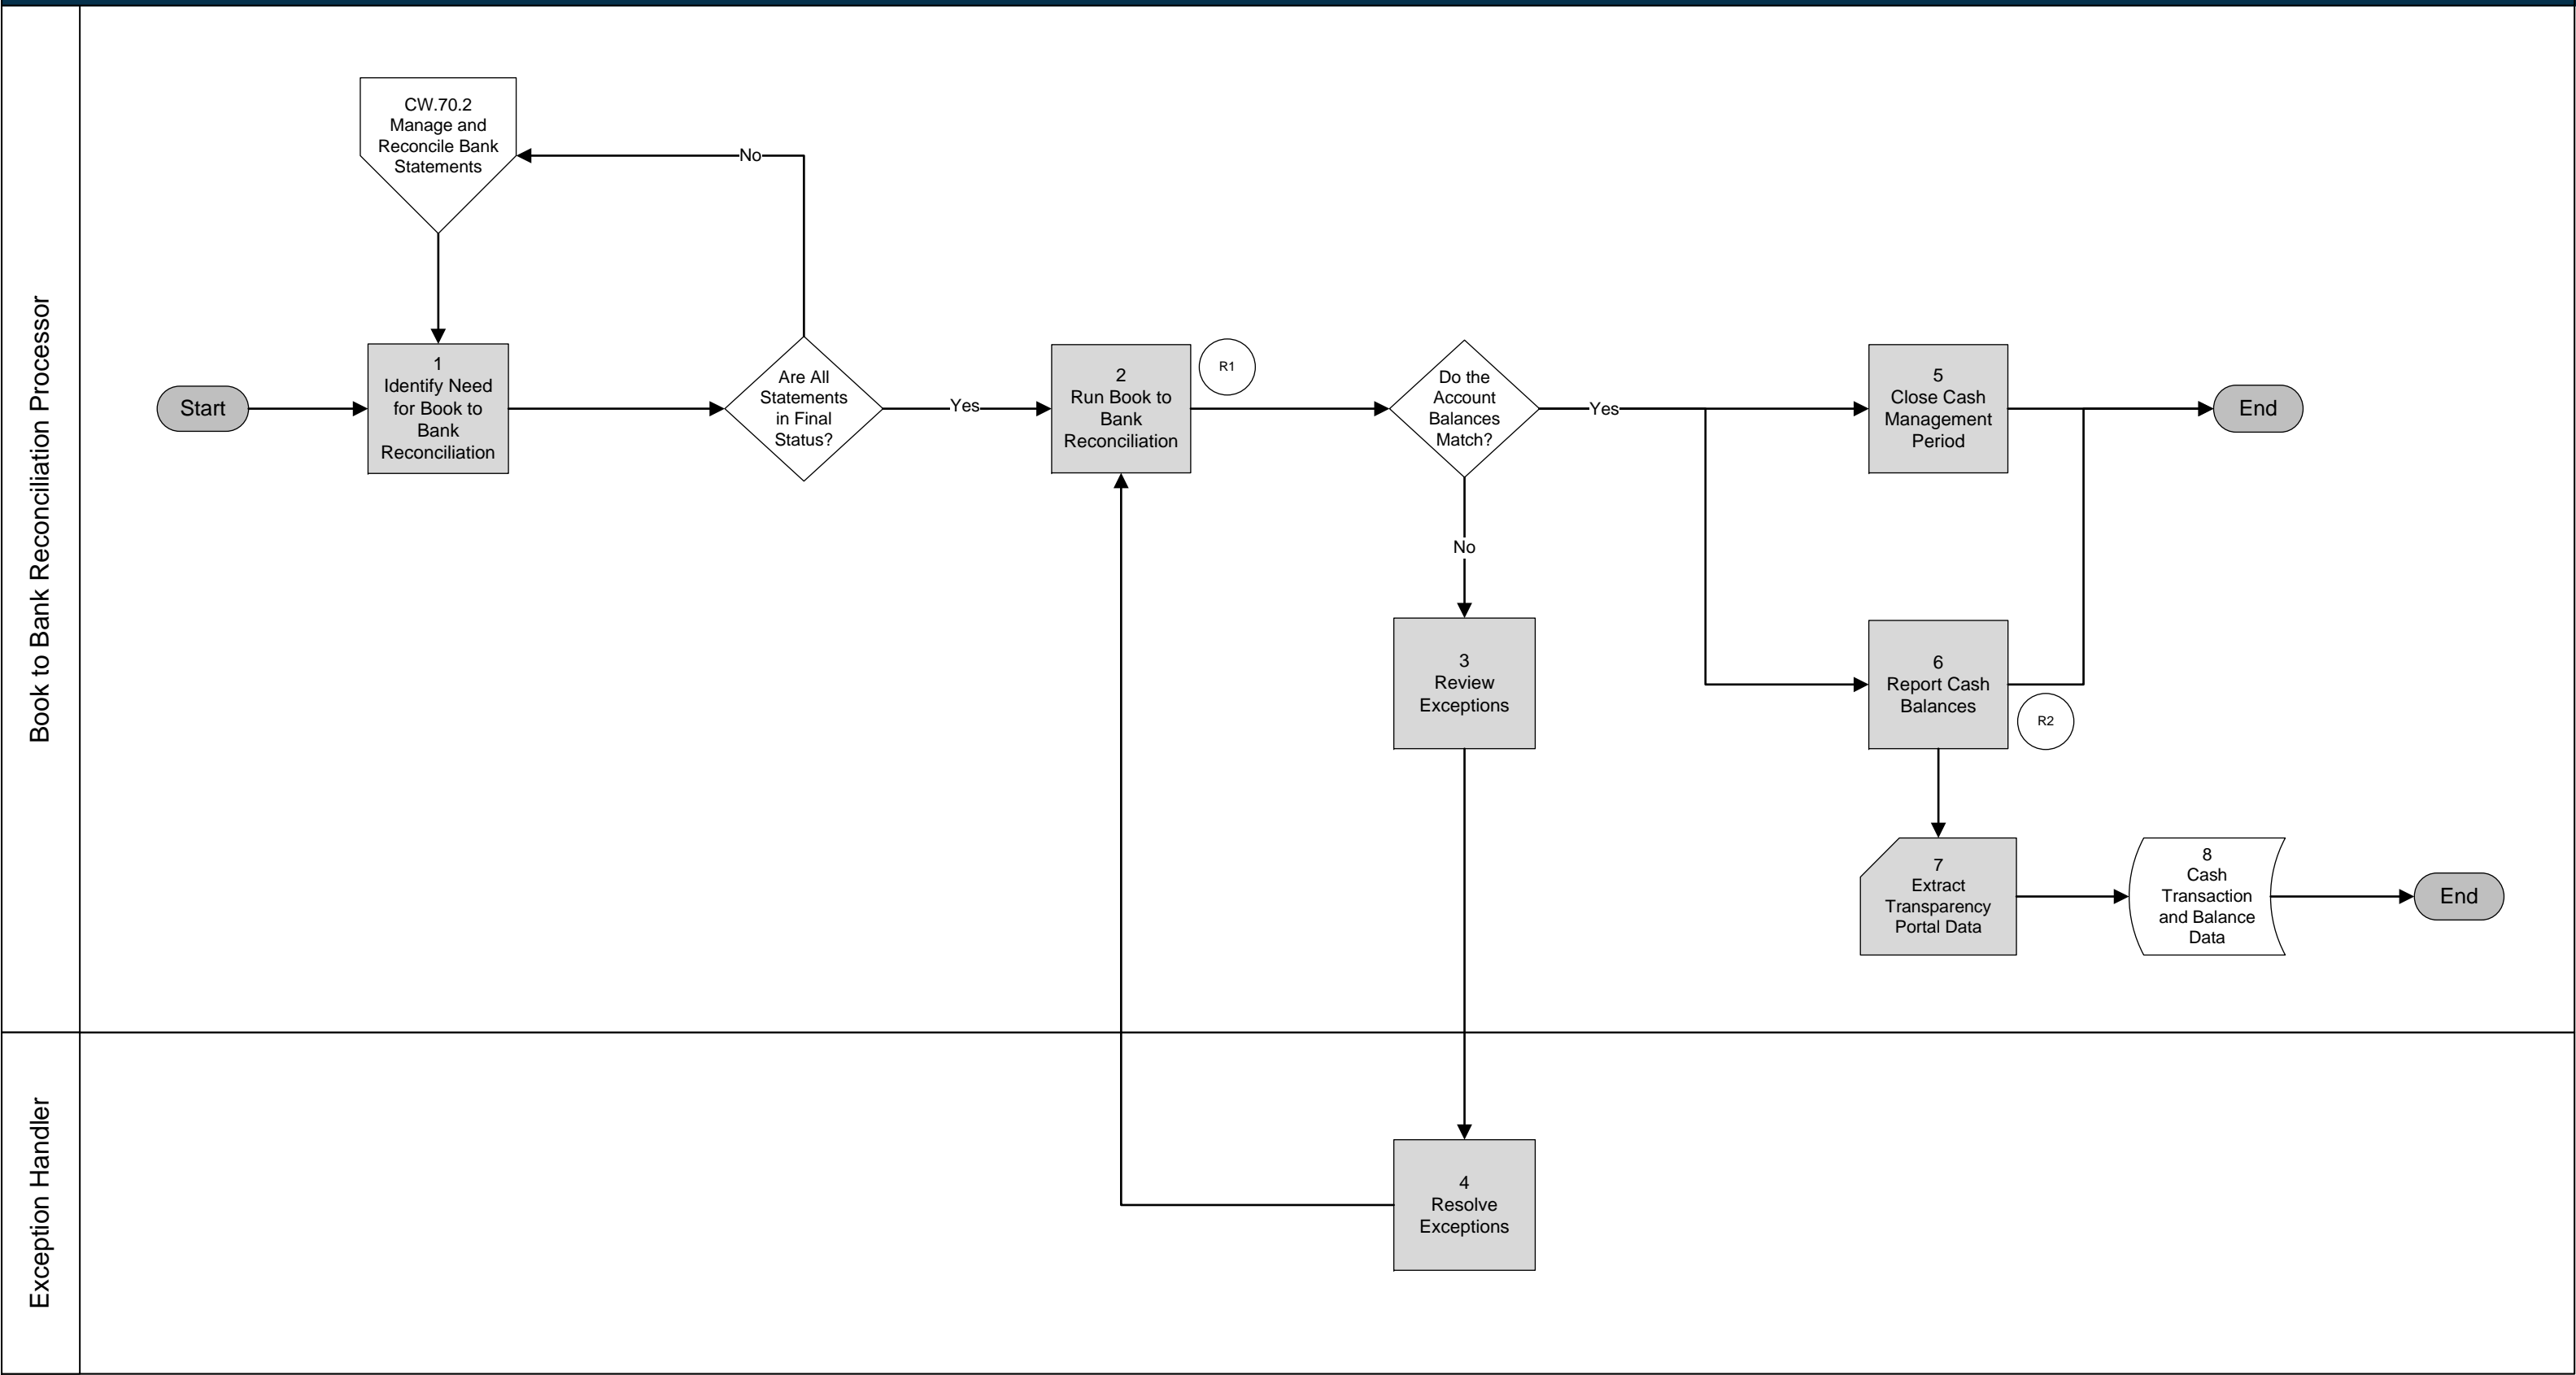 Book to Bank Reconciliation Processor
CW.70.2
Manage and
Reconcile Bank
Statements
No
Start
1
Identify Need
for Book to
Bank
Reconciliation
Are All
Statements
in Final
Status?
Yes
2
Run Book to
Bank
Reconciliation
R1
Do the
Account
Balances
Match?
Yes
5
Close Cash
Management
Period
End
No
3
Review
Exceptions
6
Report Cash
Balances
R2
7
Extract
Transparency
Portal Data
8
Cash
Transaction
and Balance
Data
End
Exception Handler
4
Resolve
Exceptions